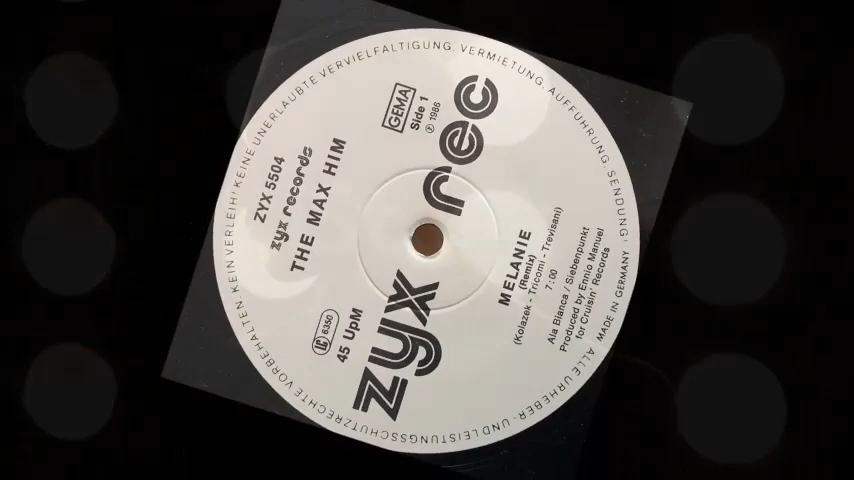 KEINE UNERLAUBTE VERVIELFÄLTIGUNG, VERMIETUNG, AUFFÜHRUNG, SENDUNG!
ZYX 5504
zyx records
THE MAX HIM
GEMA
Side 1
Ⓟ 1986
zyx rec
LC 6350
45 UpM
MELANIE
(Remix)
(Kolazek - Tricomi - Trevisani)
7:00
Ala Bianca / Siebenpunkt
Produced by Ennio Manuel
for Cruisin' Records
MADE IN GERMANY
ALLE URHEBER- UND LEISTUNGSSCHUTZRECHTE VORBEHALTEN. KEIN VERLEIH!